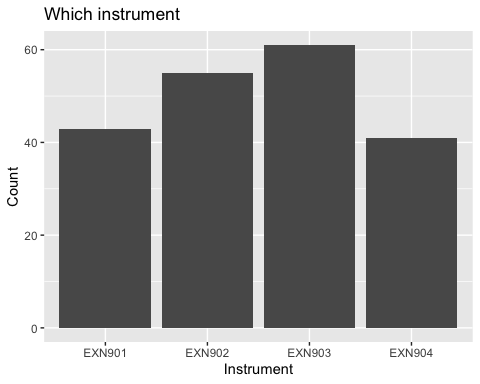 Which instrument
Count
60
40
20
0
EXN901 EXN902 EXN903 EXN904
Instrument